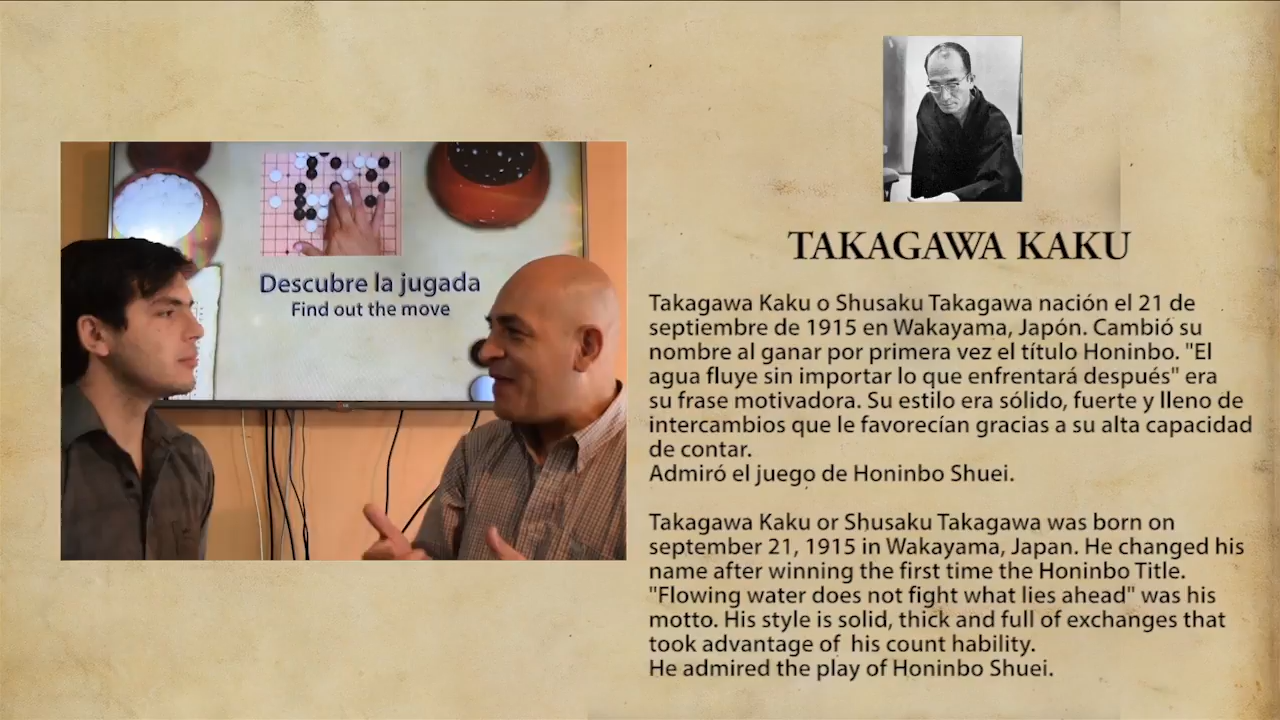 Descubre la jugada
Find out the move
TAKAGAWA KAKU
Takagawa Kaku o Shusaku Takagawa nación el 21 de
septiembre de 1915 en Wakayama, Japón. Cambió su
nombre al ganar por primera vez el título Honinbo. "El
agua fluye sin importar lo que enfrentará después" era
su frase motivadora. Su estilo era sólido, fuerte y lleno de
intercambios que le favorecían gracias a su alta capacidad
de contar.
Admiró el juego de Honinbo Shuei.
Takagawa Kaku or Shusaku Takagawa was born on
september 21, 1915 in Wakayama, Japan. He changed his
name after winning the first time the Honinbo Title.
"Flowing water does not fight what lies ahead" was his
motto. His style is solid, thick and full of exchanges that
took advantage of  his count hability.
He admired the play of Honinbo Shuei.